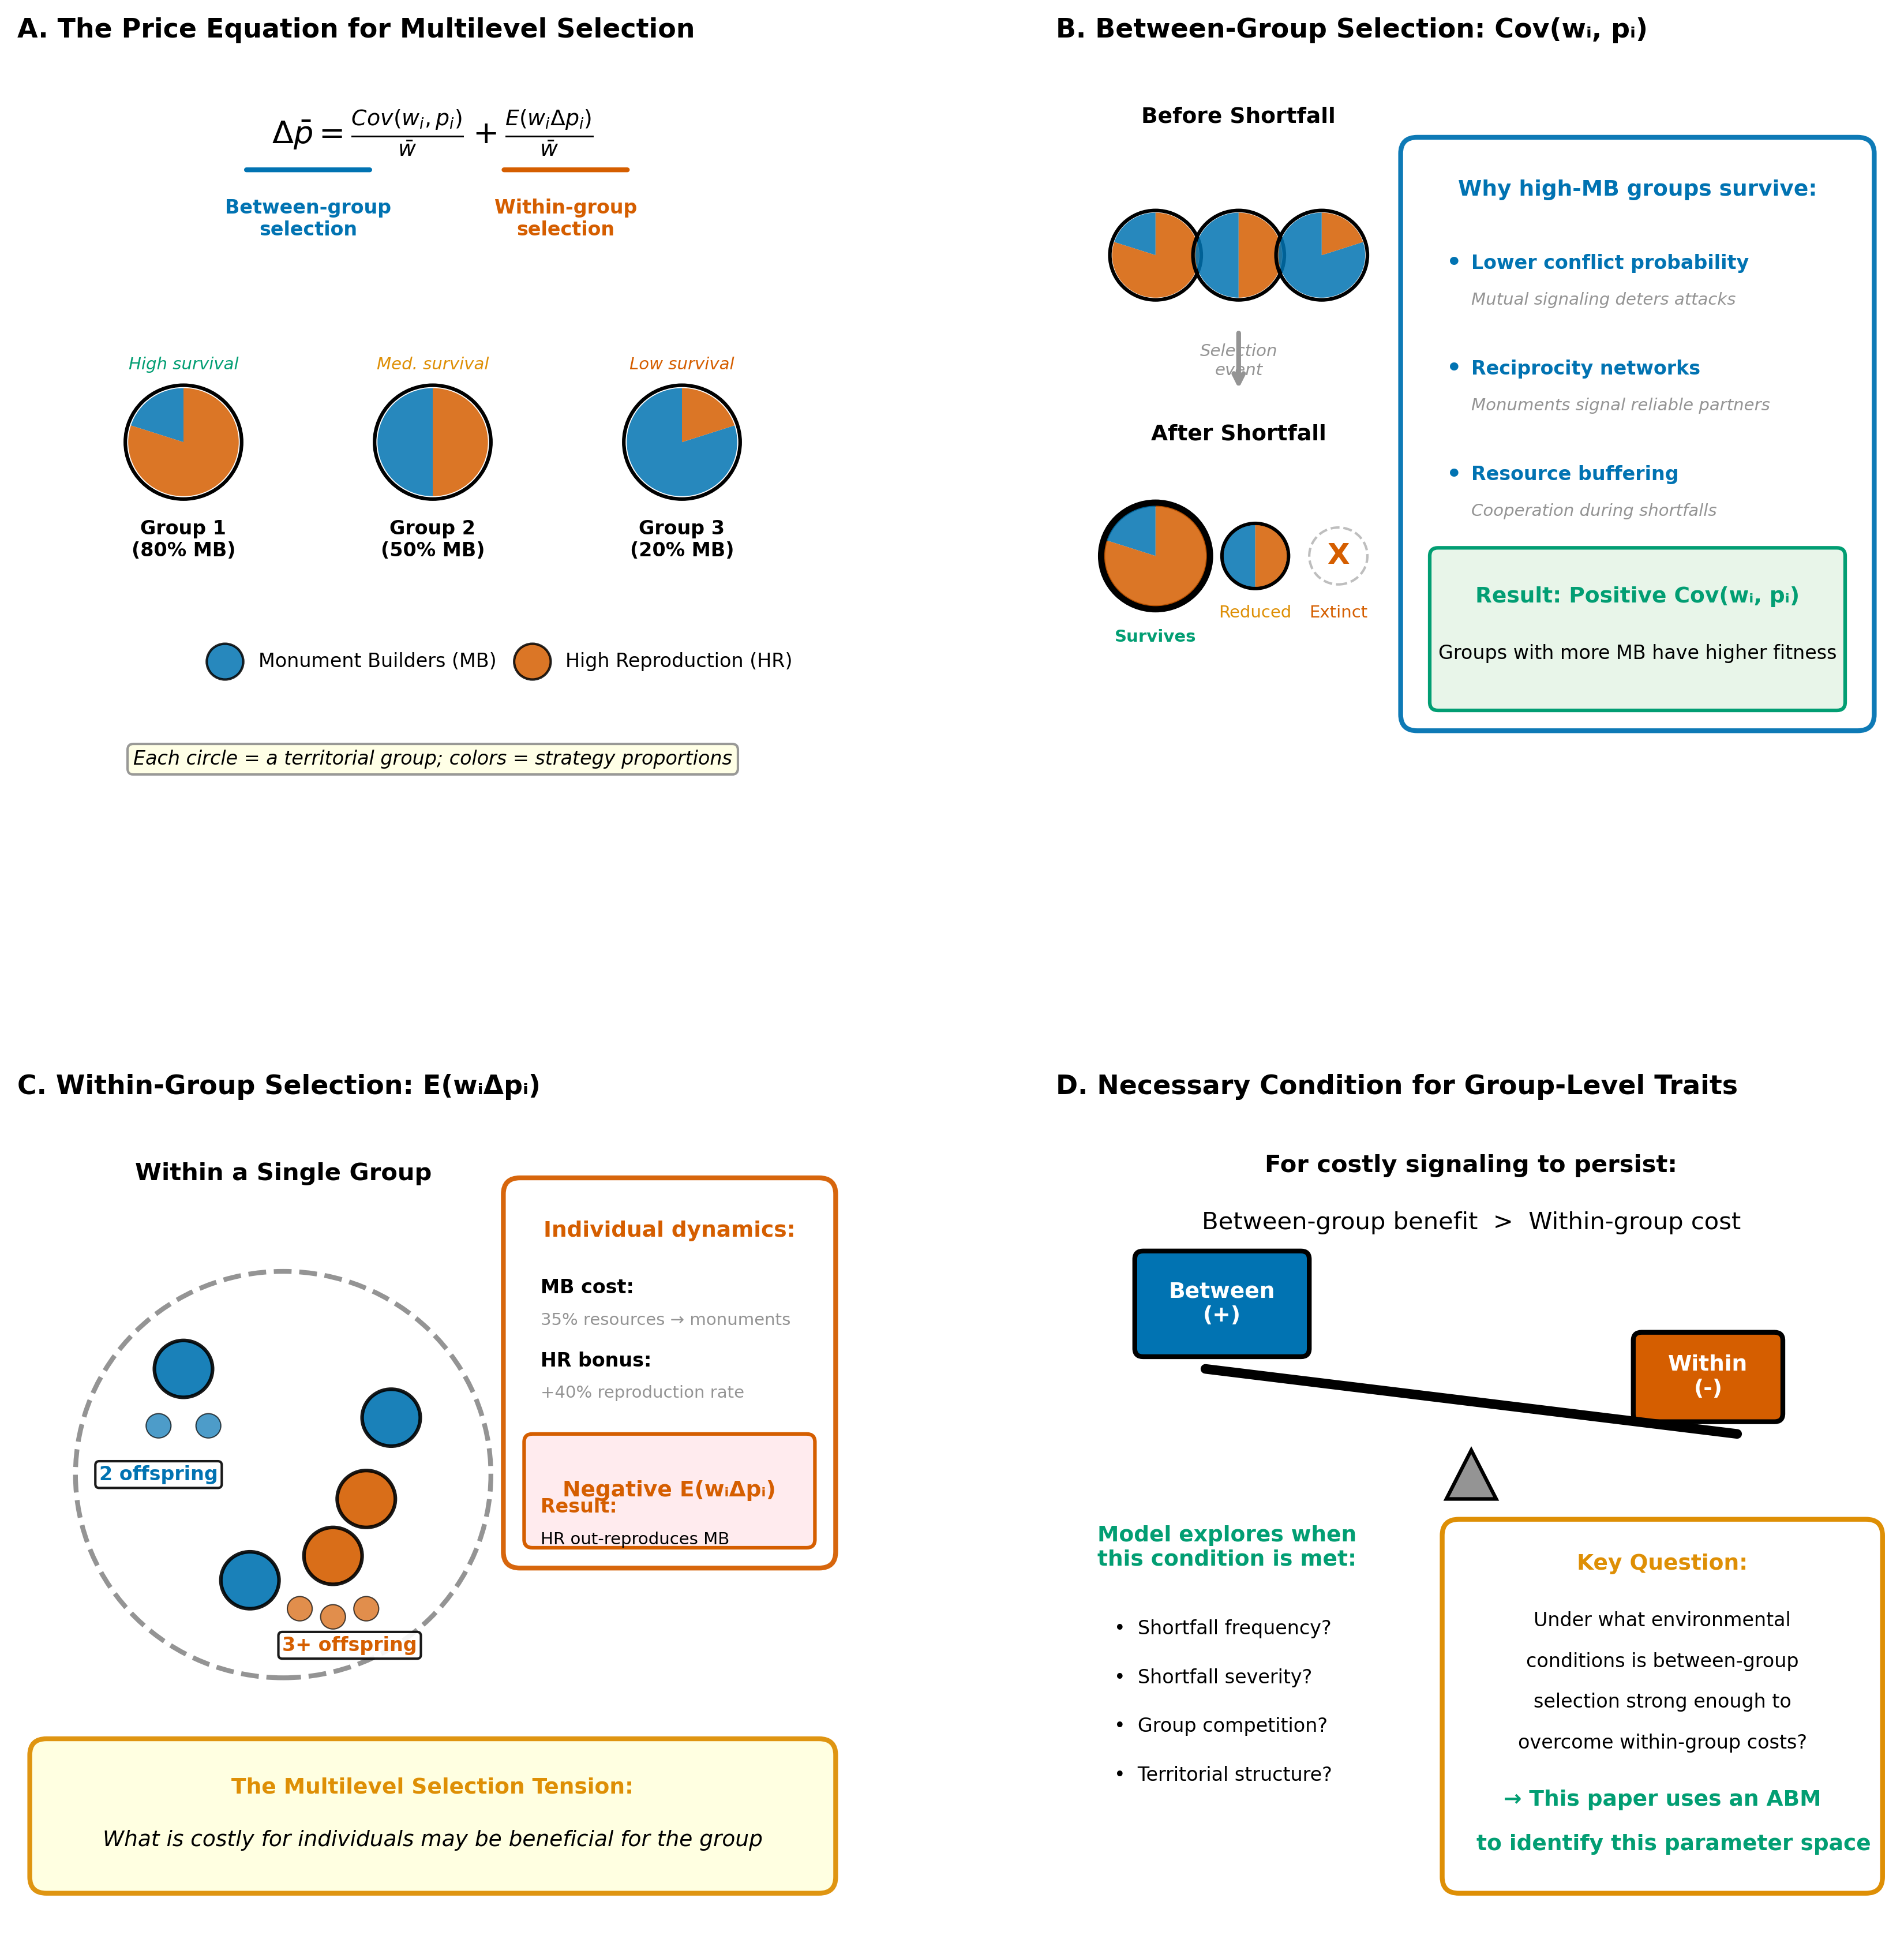 A. The Price Equation for Multilevel Selection
Δp̄ = Cov(wᵢ, pᵢ)/w̄ + E(wᵢΔpᵢ)/w̄
Between-group
selection
Within-group
selection
High survival
Med. survival
Low survival
Group 1
(80% MB)
Group 2
(50% MB)
Group 3
(20% MB)
Monument Builders (MB)
High Reproduction (HR)
Each circle = a territorial group; colors = strategy proportions
B. Between-Group Selection: Cov(wᵢ, pᵢ)
Before Shortfall
Selection
event
After Shortfall
X
Survives
Reduced
Extinct
Why high-MB groups survive:
• Lower conflict probability
Mutual signaling deters attacks
• Reciprocity networks
Monuments signal reliable partners
• Resource buffering
Cooperation during shortfalls
Result: Positive Cov(wᵢ, pᵢ)
Groups with more MB have higher fitness
C. Within-Group Selection: E(wᵢΔpᵢ)
Within a Single Group
2 offspring
3+ offspring
Individual dynamics:
MB cost:
35% resources → monuments
HR bonus:
+40% reproduction rate
Negative E(wᵢΔpᵢ)
Result:
HR out-reproduces MB
The Multilevel Selection Tension:
What is costly for individuals may be beneficial for the group
D. Necessary Condition for Group-Level Traits
For costly signaling to persist:
Between-group benefit > Within-group cost
Between
(+)
Within
(-)
Model explores when
this condition is met:
• Shortfall frequency?
• Shortfall severity?
• Group competition?
• Territorial structure?
Key Question:
Under what environmental
conditions is between-group
selection strong enough to
overcome within-group costs?
→ This paper uses an ABM
to identify this parameter space